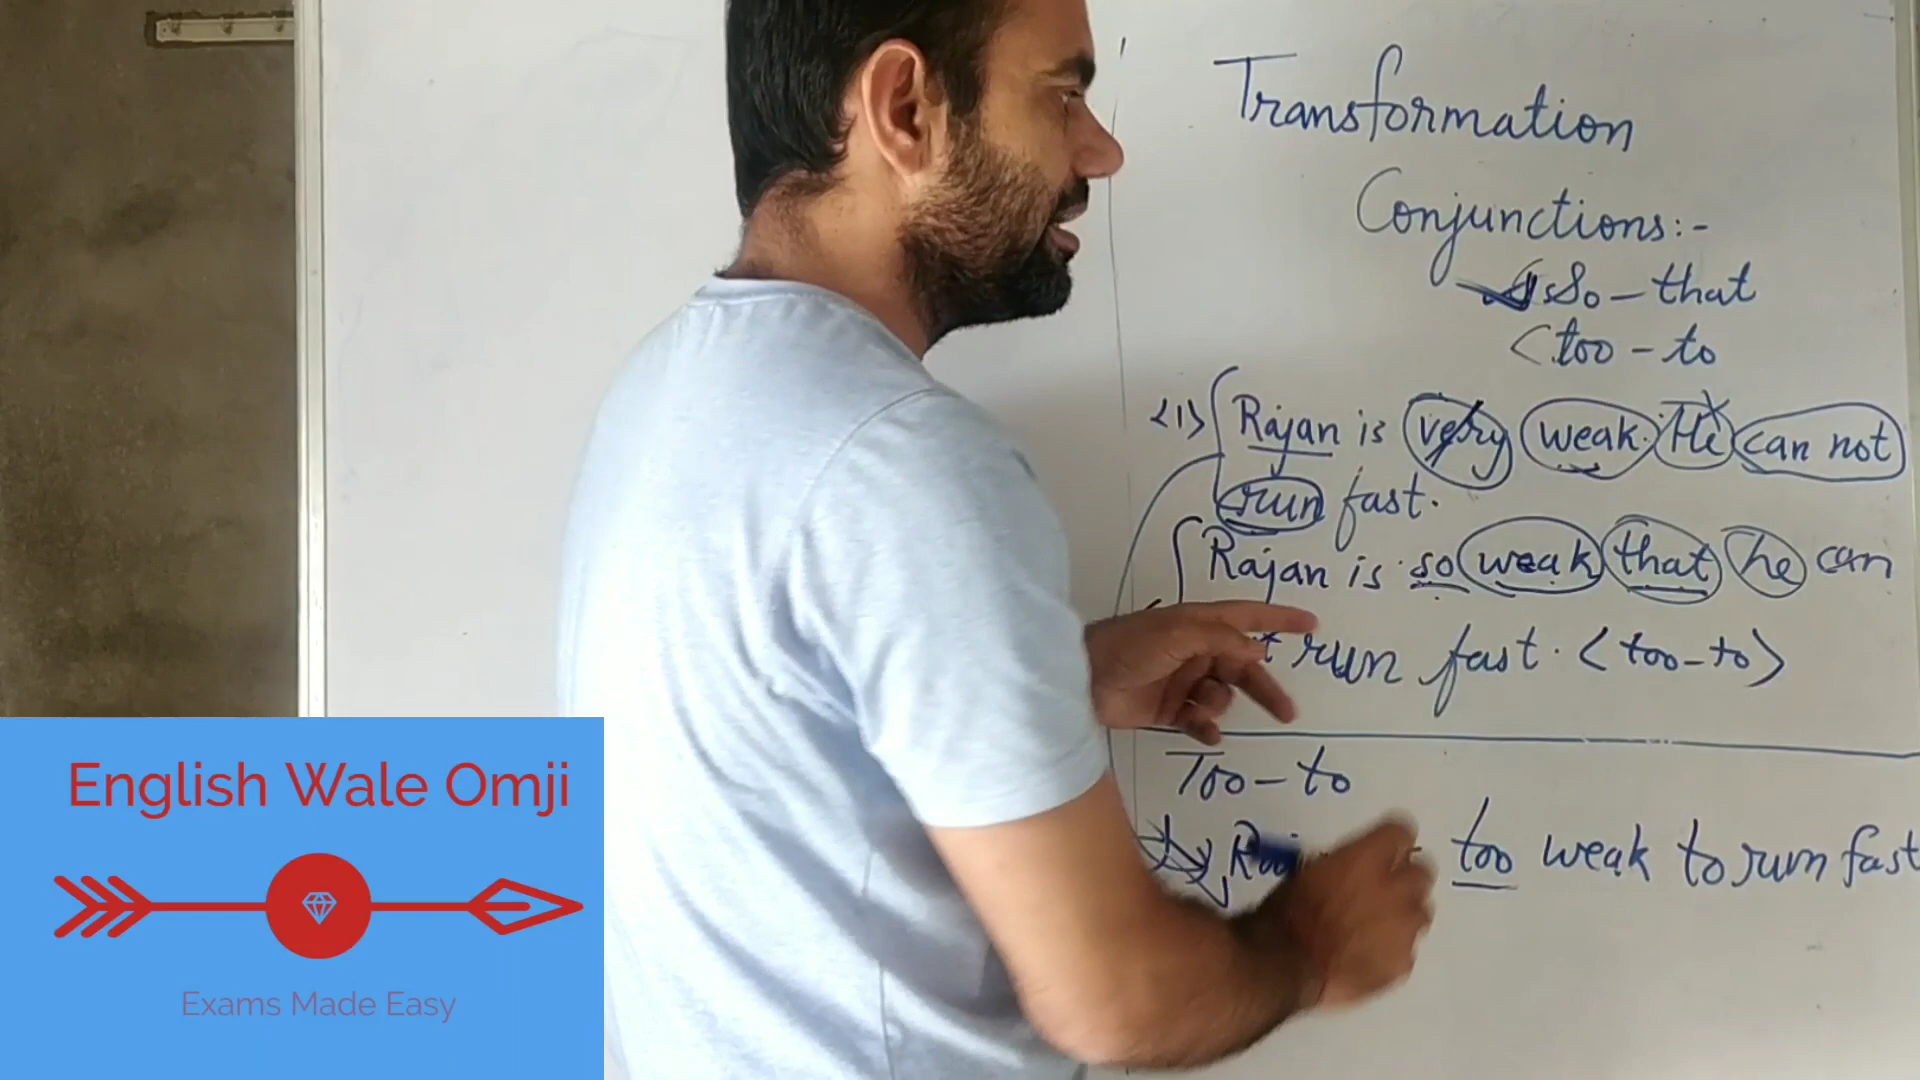 Transformation
Conjunctions:-
So - that
too - to
<1> Rajan is very weak. He can not
run fast.
Rajan is so weak that he can
run fast. <too-to>
Too - to
too weak to run fast
English Wale Omji
Exams Made Easy